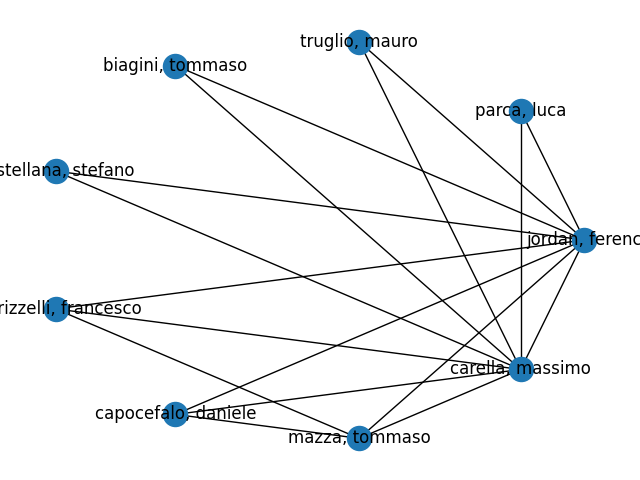 truglio, mauro
biagini, tommaso
parca, luca
stellana, stefano
jordan, ferenc
rizzelli, francesco
carella, massimo
capocefalo, daniele
mazza, tommaso